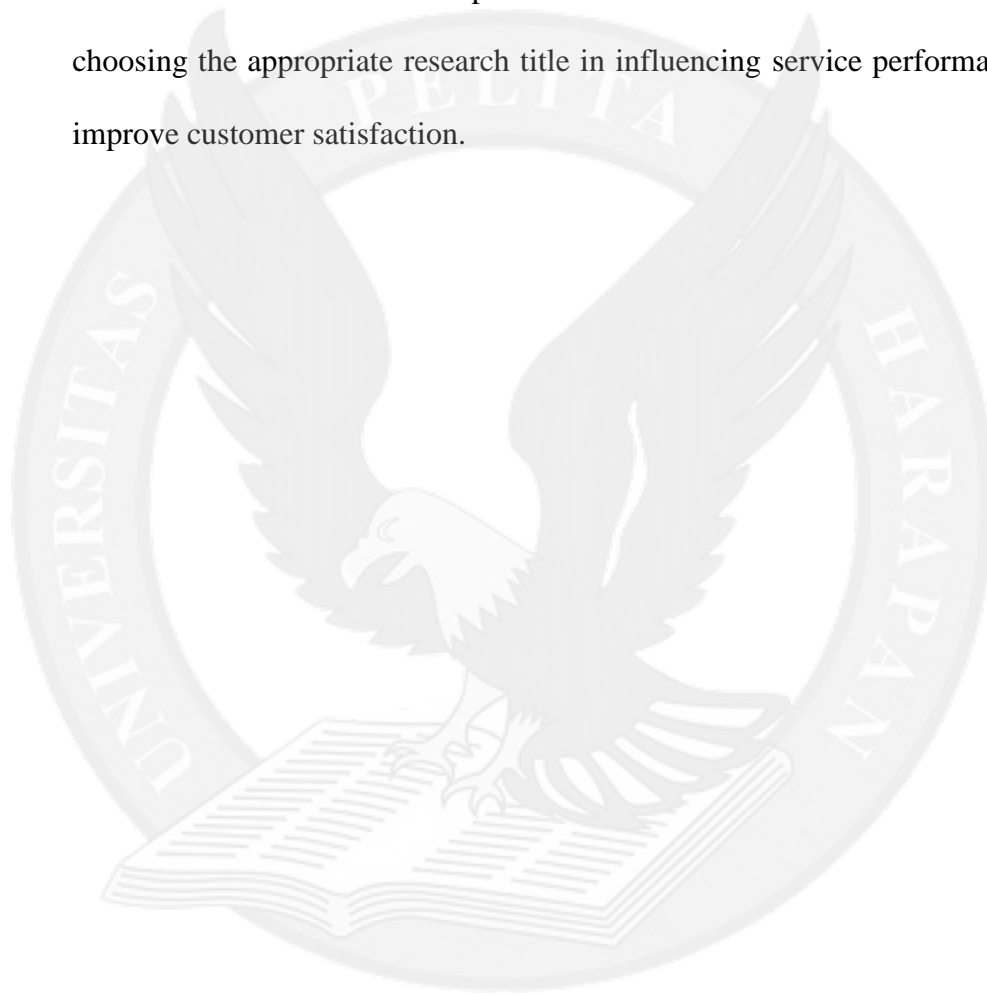 choosing the appropriate research title in influencing service performa
improve customer satisfaction.
UNIVERSITAS PELITA HARAPAN